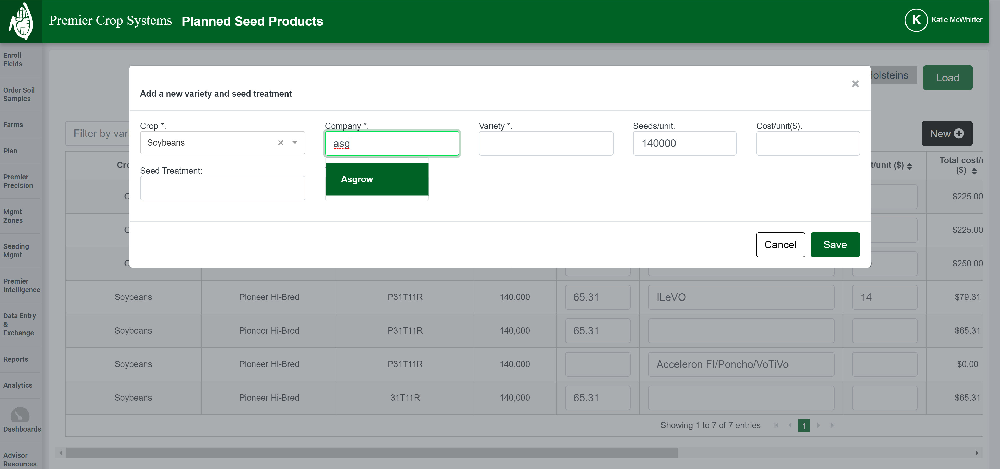 Premier Crop Systems Planned Seed Products
K Katie McWhirter
Enroll
Fields
Order Soil
Samples
Farms
Plan
Premier
Precision
Mgmt
Zones
Seeding
Mgmt
Premier
Intelligence
Data Entry
&
Exchange
Reports
Analytics
Dashboards
Advisor
Resources
Holsteins Load
Add a new variety and seed treatment ×
Crop *: Company *: Variety *: Seeds/unit: Cost/unit($):
Soybeans × asg 140000
Asgrow
Seed Treatment:
Cancel Save
Filter by vari New
Cro t/unit ($) Total cost/u
($)
C $225.00
C $225.00
C $250.00
Soybeans Pioneer Hi-Bred P31T11R 140,000 65.31 ILeVO 14 $79.31
Soybeans Pioneer Hi-Bred P31T11R 140,000 65.31 $65.31
Soybeans Pioneer Hi-Bred P31T11R 140,000 Acceleron FI/Poncho/VoTiVo $0.00
Soybeans Pioneer Hi-Bred 31T11R 140,000 65.31 $65.31
Showing 1 to 7 of 7 entries 1